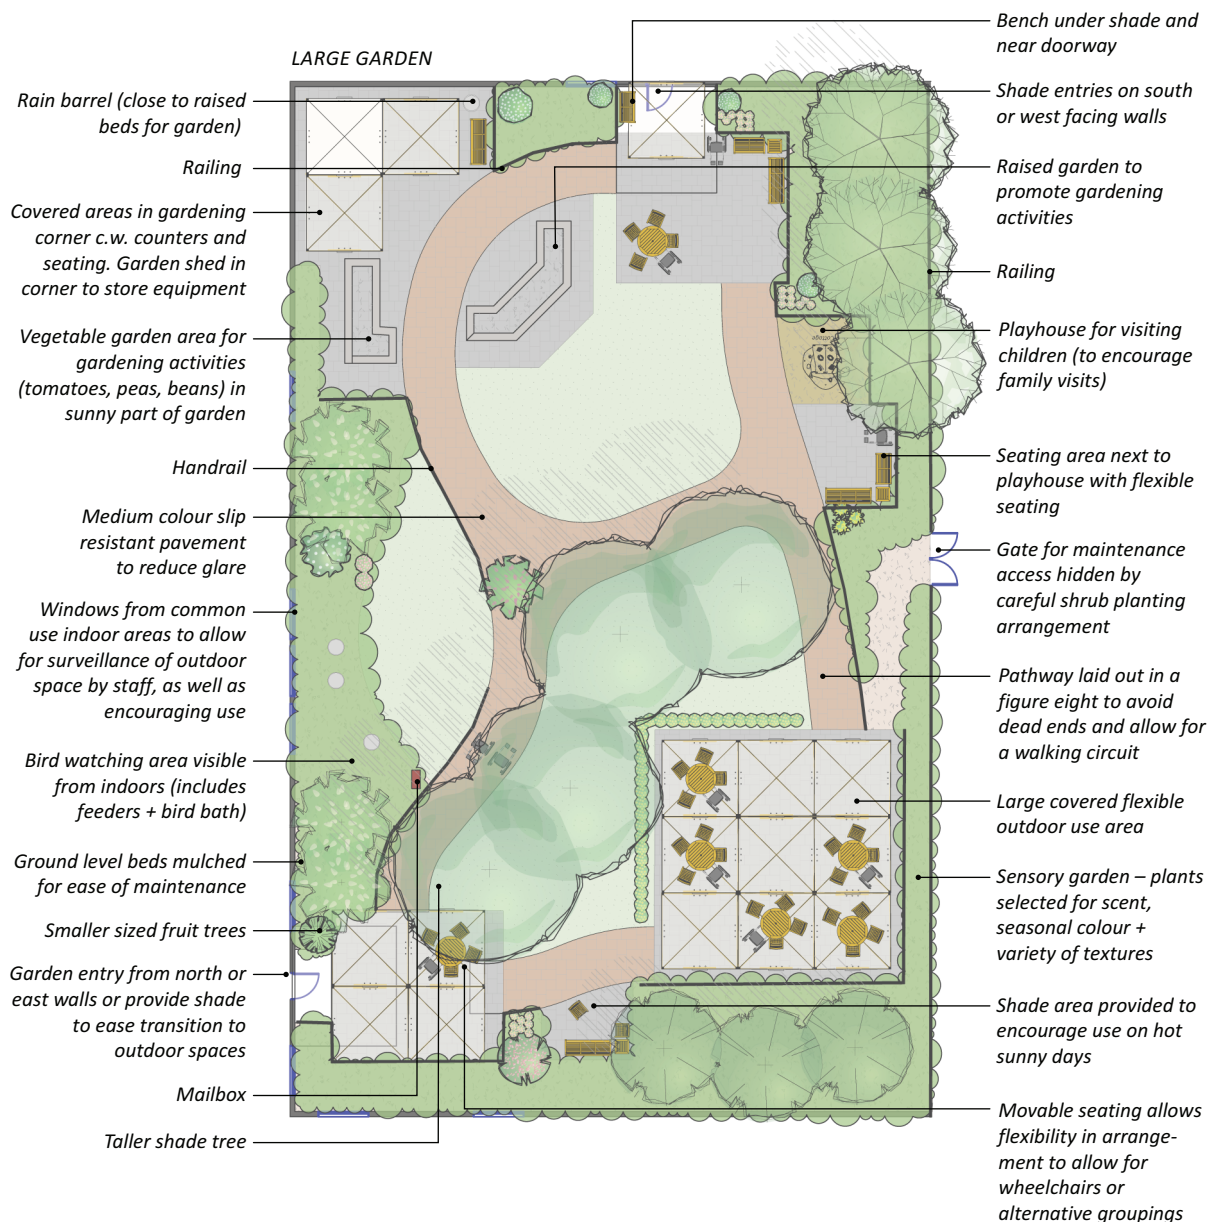 LARGE GARDEN
Rain barrel (close to raised
beds for garden)
Railing
Covered areas in gardening
corner c.w. counters and
seating. Garden shed in
corner to store equipment
Vegetable garden area for
gardening activities
(tomatoes, peas, beans) in
sunny part of garden
Handrail
Medium colour slip
resistant pavement
to reduce glare
Windows from common
use indoor areas to allow
for surveillance of outdoor
space by staff, as well as
encouraging use
Bird watching area visible
from indoors (includes
feeders + bird bath)
Ground level beds mulched
for ease of maintenance
Smaller sized fruit trees
Garden entry from north or
east walls or provide shade
to ease transition to
outdoor spaces
Mailbox
Taller shade tree
Bench under shade and
near doorway
Shade entries on south
or west facing walls
Raised garden to
promote gardening
activities
Railing
Playhouse for visiting
children (to encourage
family visits)
Seating area next to
playhouse with flexible
seating
Gate for maintenance
access hidden by
careful shrub planting
arrangement
Pathway laid out in a
figure eight to avoid
dead ends and allow for
a walking circuit
Large covered flexible
outdoor use area
Sensory garden – plants
selected for scent,
seasonal colour +
variety of textures
Shade area provided to
encourage use on hot
sunny days
Movable seating allows
flexibility in arrange-
ment to allow for
wheelchairs or
alternative groupings